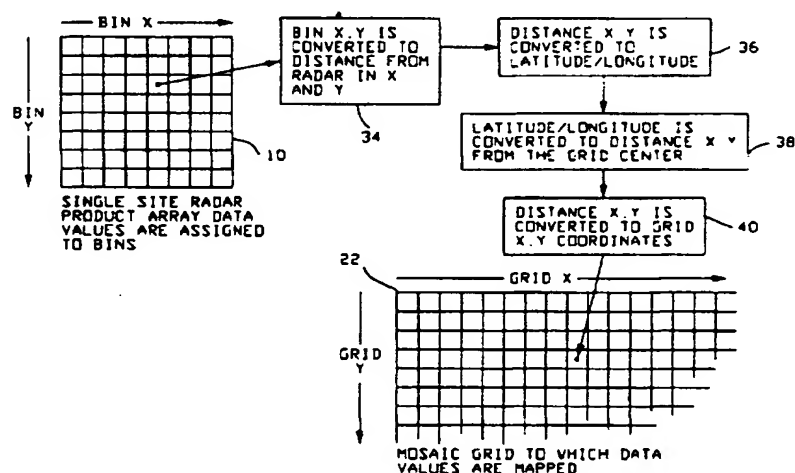 BIN X
BIN Y
10
SINGLE SITE RADAR
PRODUCT ARRAY DATA
VALUES ARE ASSIGNED
TO BINS
BIN X.Y IS
CONVERTED TO
DISTANCE FROM
RADAR IN X
AND Y
34
DISTANCE X.Y IS
CONVERTED TO
LATITUDE/LONGITUDE
36
LATITUDE/LONGITUDE IS
CONVERTED TO DISTANCE X Y
FROM THE GRID CENTER
38
DISTANCE X.Y IS
CONVERTED TO GRID
X.Y COORDINATES
40
22
GRID X
GRID
Y
MOSAIC GRID TO WHICH DATA
VALUES ARE MAPPED